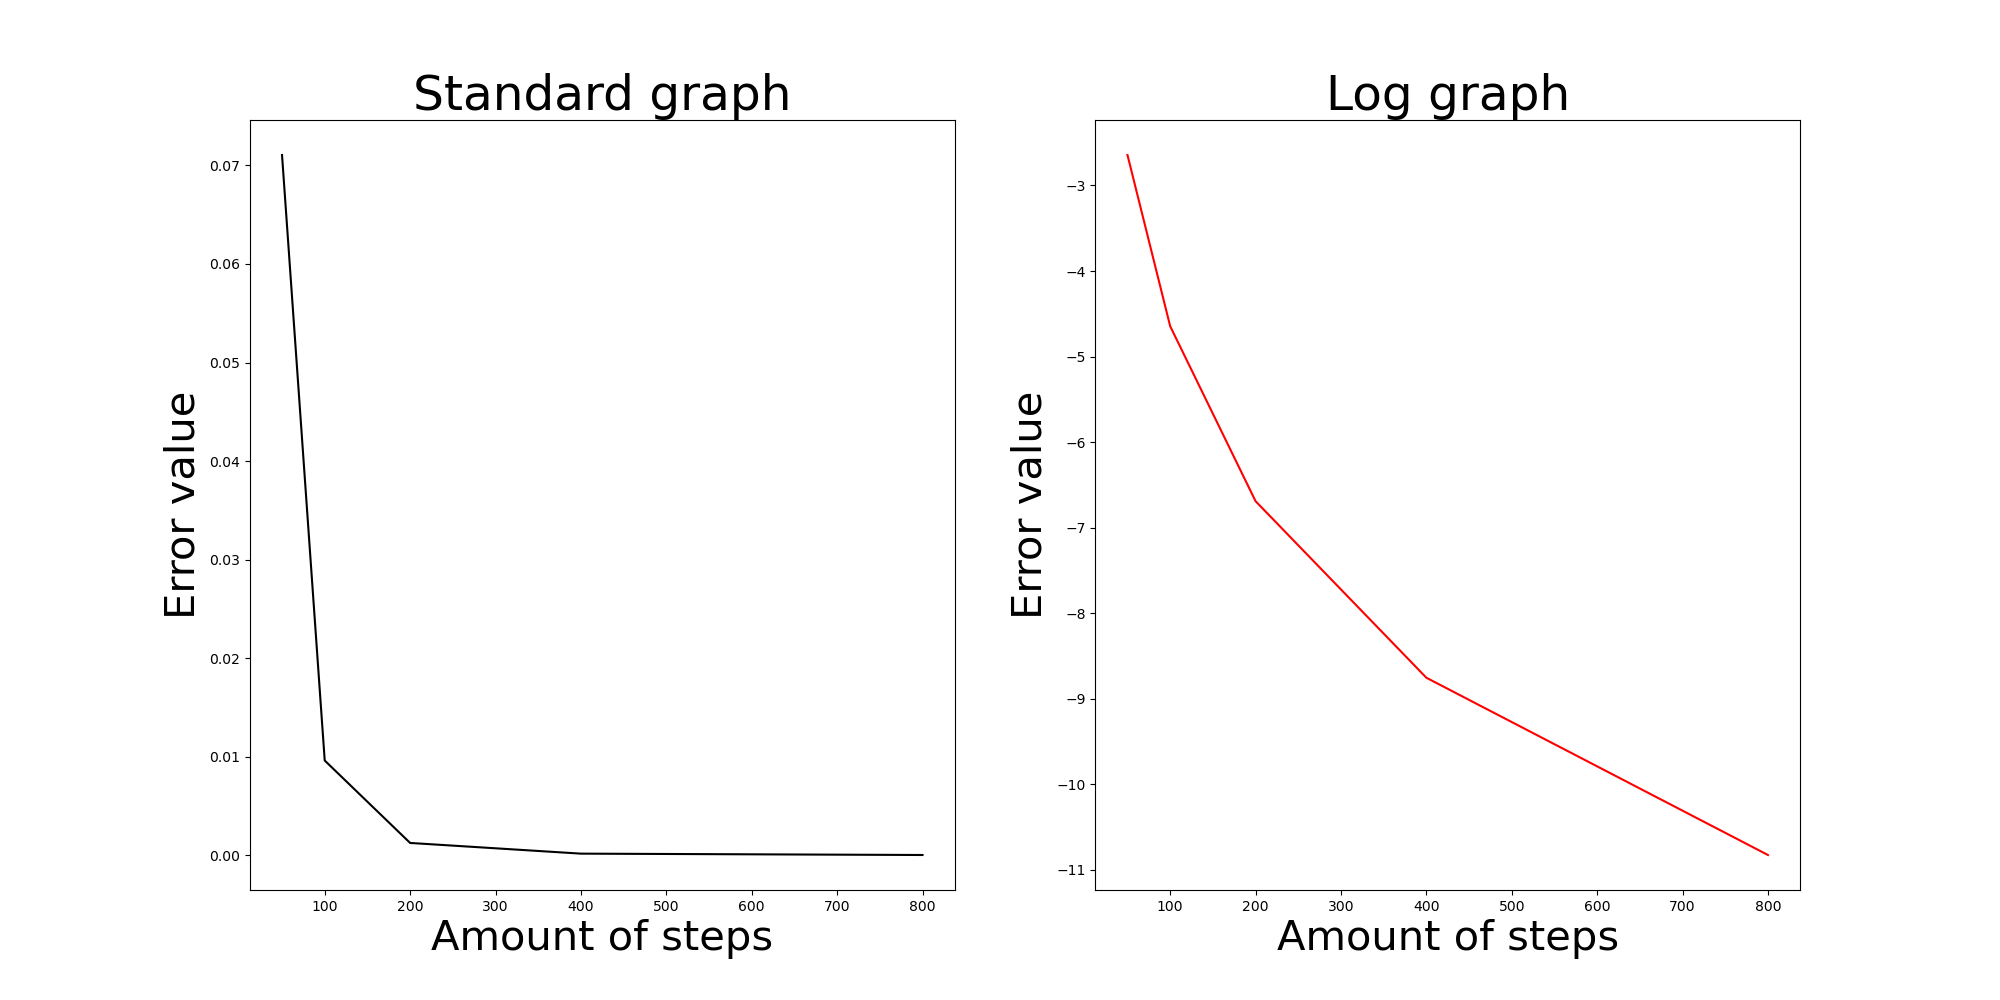 Standard graph
Error value
0.07
0.06
0.05
0.04
0.03
0.02
0.01
0.00
100 200 300 400 500 600 700 800
Amount of steps
Log graph
Error value
−3
−4
−5
−6
−7
−8
−9
−10
−11
100 200 300 400 500 600 700 800
Amount of steps